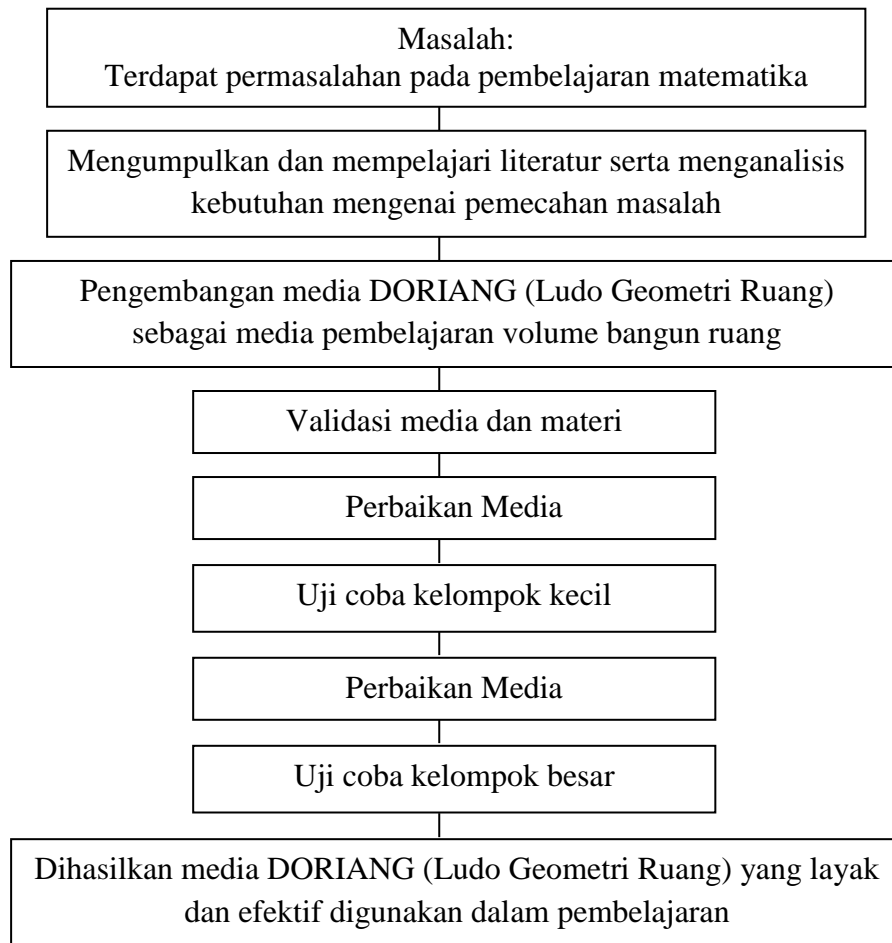 Masalah:
Terdapat permasalahan pada pembelajaran matematika
Mengumpulkan dan mempelajari literatur serta menganalisis
kebutuhan mengenai pemecahan masalah
Pengembangan media DORIANG (Ludo Geometri Ruang)
sebagai media pembelajaran volume bangun ruang
Validasi media dan materi
Perbaikan Media
Uji coba kelompok kecil
Perbaikan Media
Uji coba kelompok besar
Dihasilkan media DORIANG (Ludo Geometri Ruang) yang layak
dan efektif digunakan dalam pembelajaran